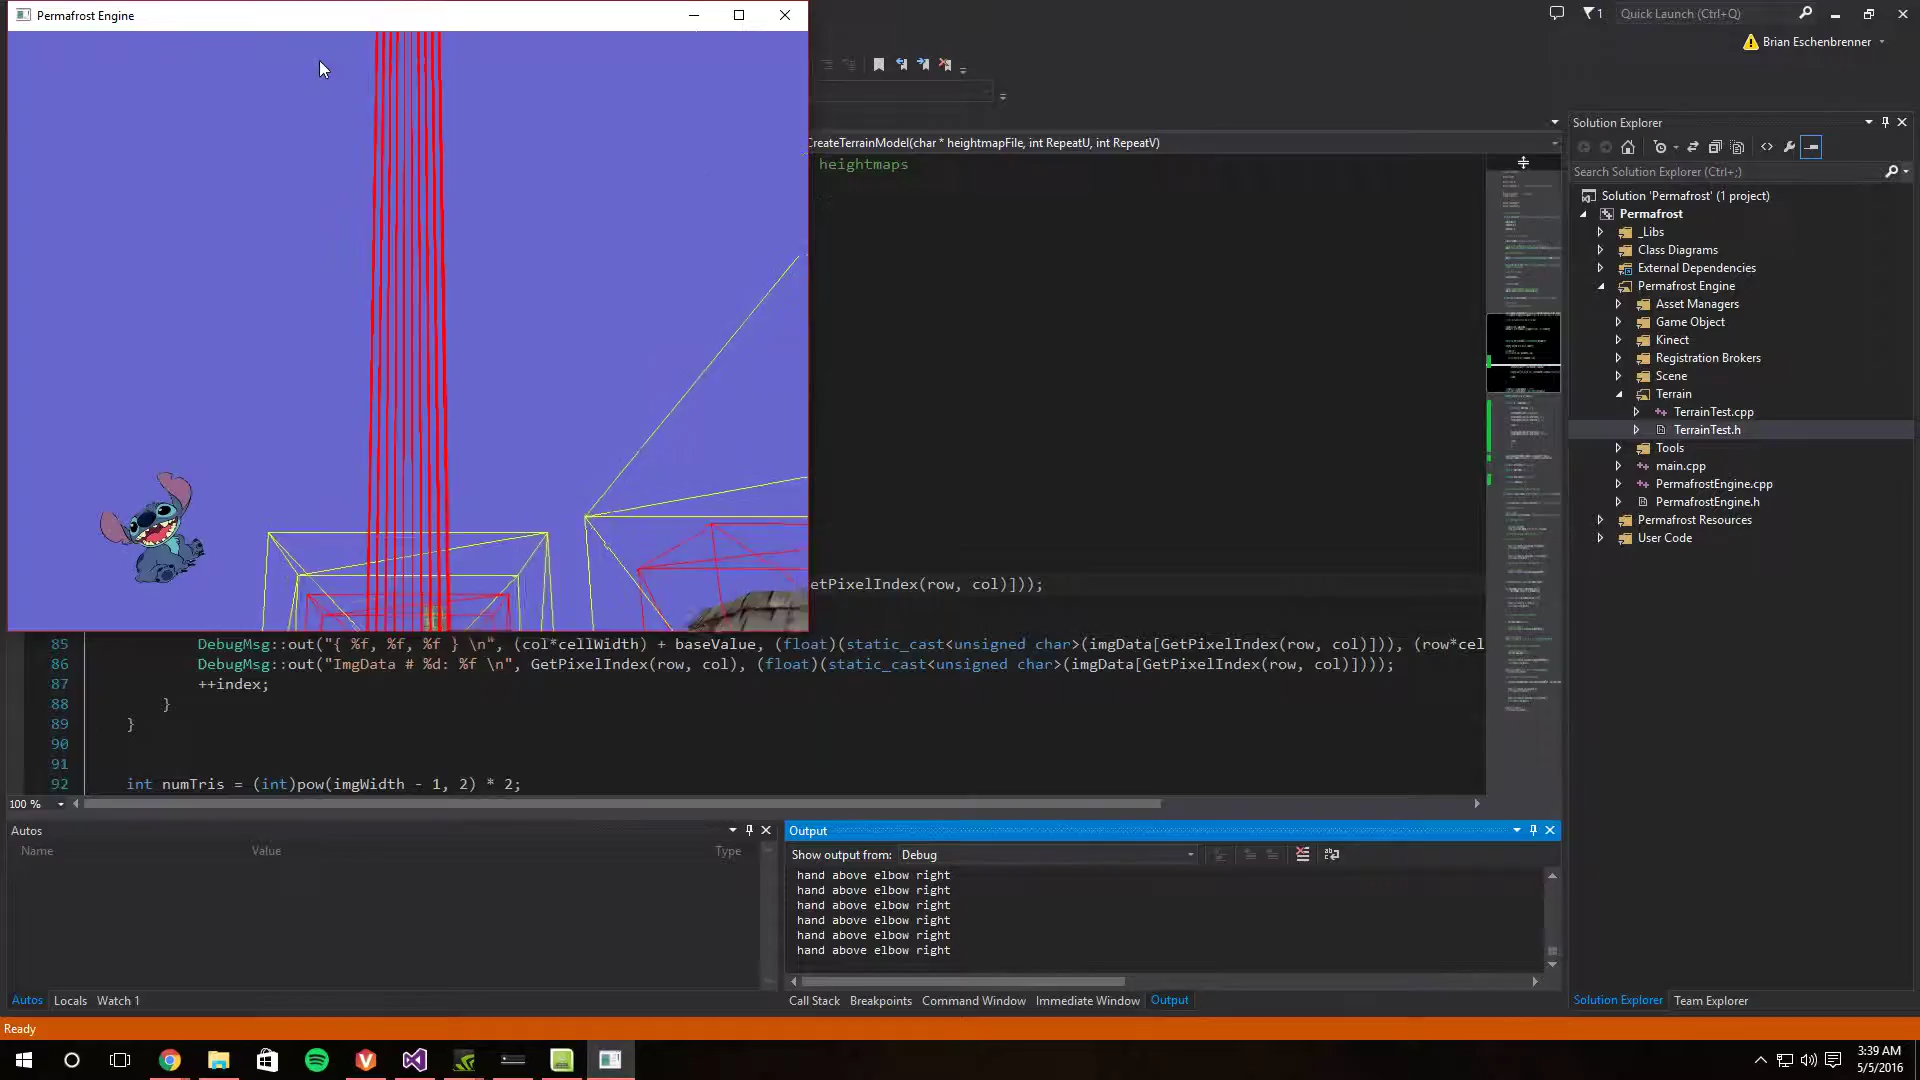 Permafrost Engine
Quick Launch (Ctrl+Q)
1
Brian Eschenbrenner
CreateTerrainModel(char * heightmapFile, int RepeatU, int RepeatV)
heightmaps
etPixelIndex(row, col)]));
85 DebugMsg::out("{ %f, %f, %f } \n", (col*cellWidth) + baseValue, (float)(static_cast<unsigned char>(imgData[GetPixelIndex(row, col)])), (row*cel
86 DebugMsg::out("ImgData # %d: %f \n", GetPixelIndex(row, col), (float)(static_cast<unsigned char>(imgData[GetPixelIndex(row, col)])));
87 ++index;
88 }
89 }
90
91
92 int numTris = (int)pow(imgWidth - 1, 2) * 2;
100 %
Solution Explorer
Search Solution Explorer (Ctrl+;)
Solution 'Permafrost' (1 project)
Permafrost
_Libs
Class Diagrams
External Dependencies
Permafrost Engine
Asset Managers
Game Object
Kinect
Registration Brokers
Scene
Terrain
TerrainTest.cpp
TerrainTest.h
Tools
main.cpp
PermafrostEngine.cpp
PermafrostEngine.h
Permafrost Resources
User Code
Solution Explorer Team Explorer
Autos
Name Value Type
Autos Locals Watch 1
Output
Show output from: Debug
hand above elbow right
hand above elbow right
hand above elbow right
hand above elbow right
hand above elbow right
hand above elbow right
Call Stack Breakpoints Command Window Immediate Window Output
Ready
3:39 AM
5/5/2016